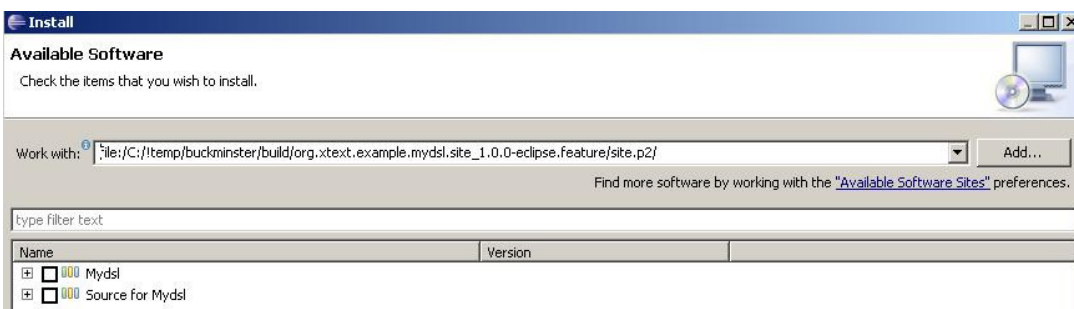 Install
Available Software
Check the items that you wish to install.
Work with: file:/C:/!temp/buckminster/build/org.xtext.example.mydsl.site_1.0.0-eclipse.feature/site.p2/ Add...
Find more software by working with the "Available Software Sites" preferences.
type filter text
Name Version
Mydsl
Source for Mydsl